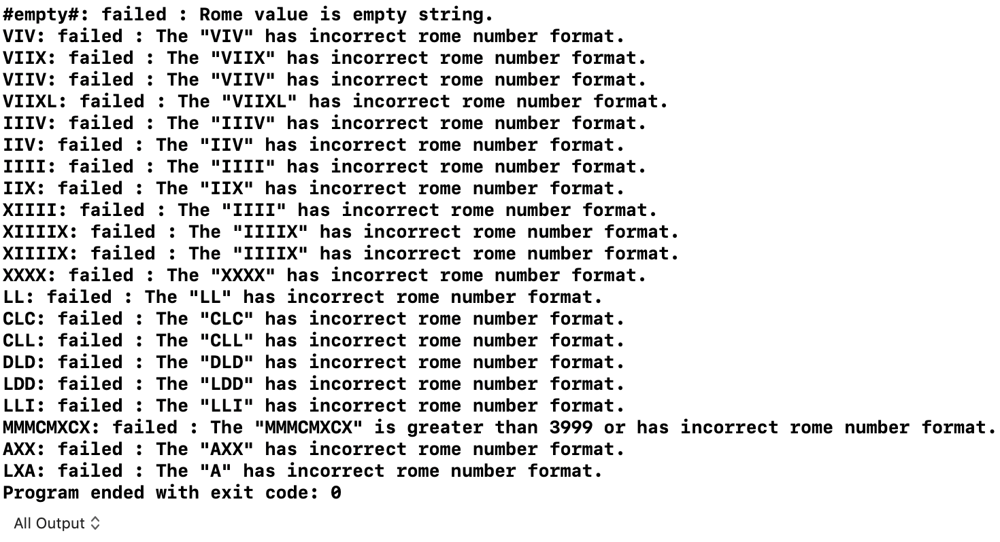 #empty#: failed : Rome value is empty string.
VIV: failed : The "VIV" has incorrect rome number format.
VIIX: failed : The "VIIX" has incorrect rome number format.
VIIV: failed : The "VIIV" has incorrect rome number format.
VIIXL: failed : The "VIIXL" has incorrect rome number format.
IIIV: failed : The "IIIV" has incorrect rome number format.
IIV: failed : The "IIV" has incorrect rome number format.
IIII: failed : The "IIII" has incorrect rome number format.
IIX: failed : The "IIX" has incorrect rome number format.
XIIII: failed : The "IIII" has incorrect rome number format.
XIIIIX: failed : The "IIIIX" has incorrect rome number format.
XIIIIX: failed : The "IIIIX" has incorrect rome number format.
XXXX: failed : The "XXXX" has incorrect rome number format.
LL: failed : The "LL" has incorrect rome number format.
CLC: failed : The "CLC" has incorrect rome number format.
CLL: failed : The "CLL" has incorrect rome number format.
DLD: failed : The "DLD" has incorrect rome number format.
LDD: failed : The "LDD" has incorrect rome number format.
LLI: failed : The "LLI" has incorrect rome number format.
MMMCMXCX: failed : The "MMMCMXCX" is greater than 3999 or has incorrect rome number format.
AXX: failed : The "AXX" has incorrect rome number format.
LXA: failed : The "A" has incorrect rome number format.
Program ended with exit code: 0
All Output